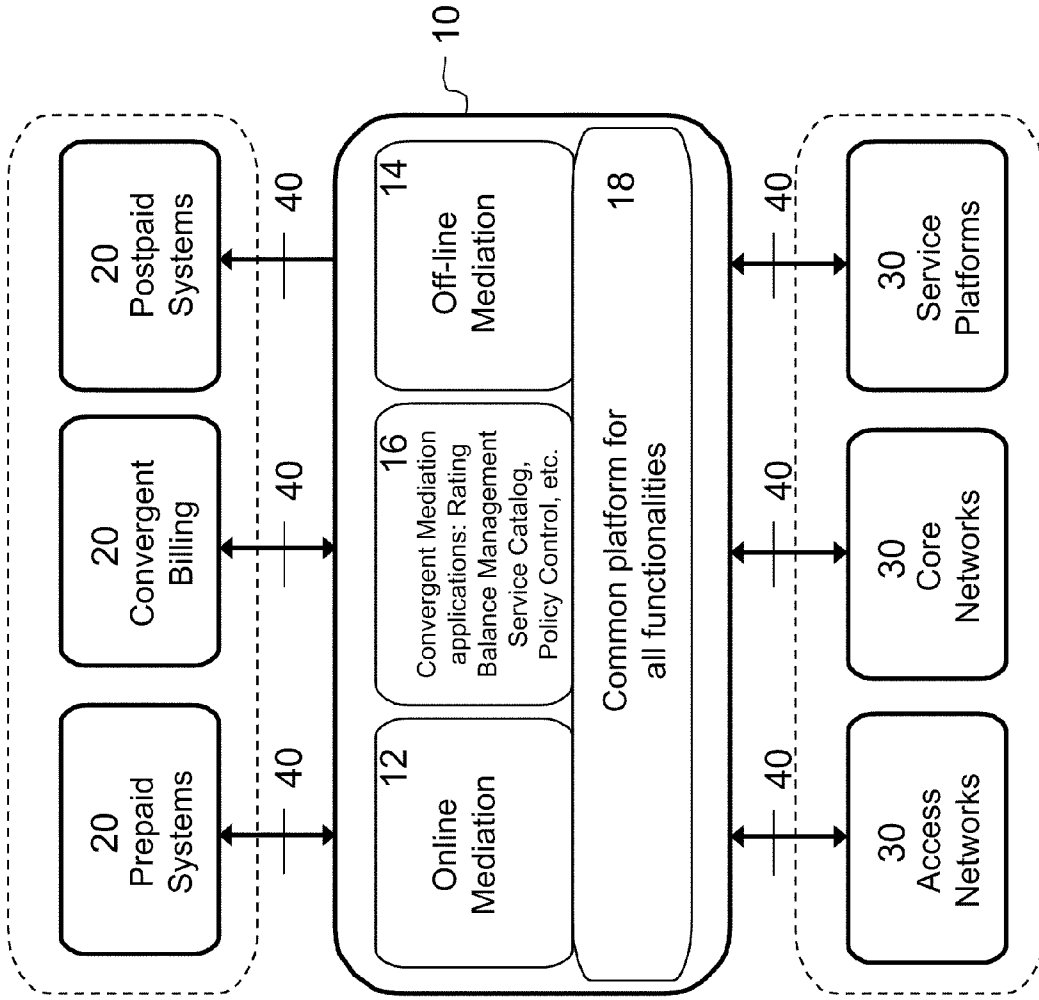 20
Prepaid
Systems
20
Convergent
Billing
20
Postpaid
Systems
40
40
40
10
12
Online
Mediation
16
Convergent Mediation
applications: Rating
Balance Management
Service Catalog,
Policy Control, etc.
14
Off-line
Mediation
Common platform for
all functionalities
18
40
40
40
30
Access
Networks
30
Core
Networks
30
Service
Platforms